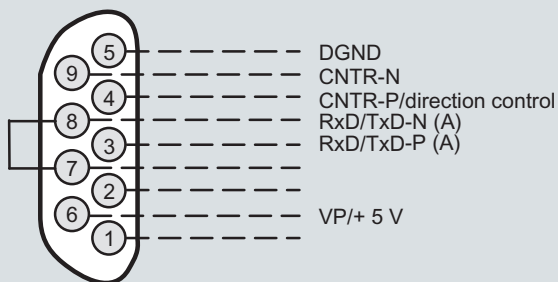 5 DGND
9 CNTR-N
4 CNTR-P/direction control
8 RxD/TxD-N (A)
3 RxD/TxD-P (A)
7
2
6 VP/+ 5 V
1